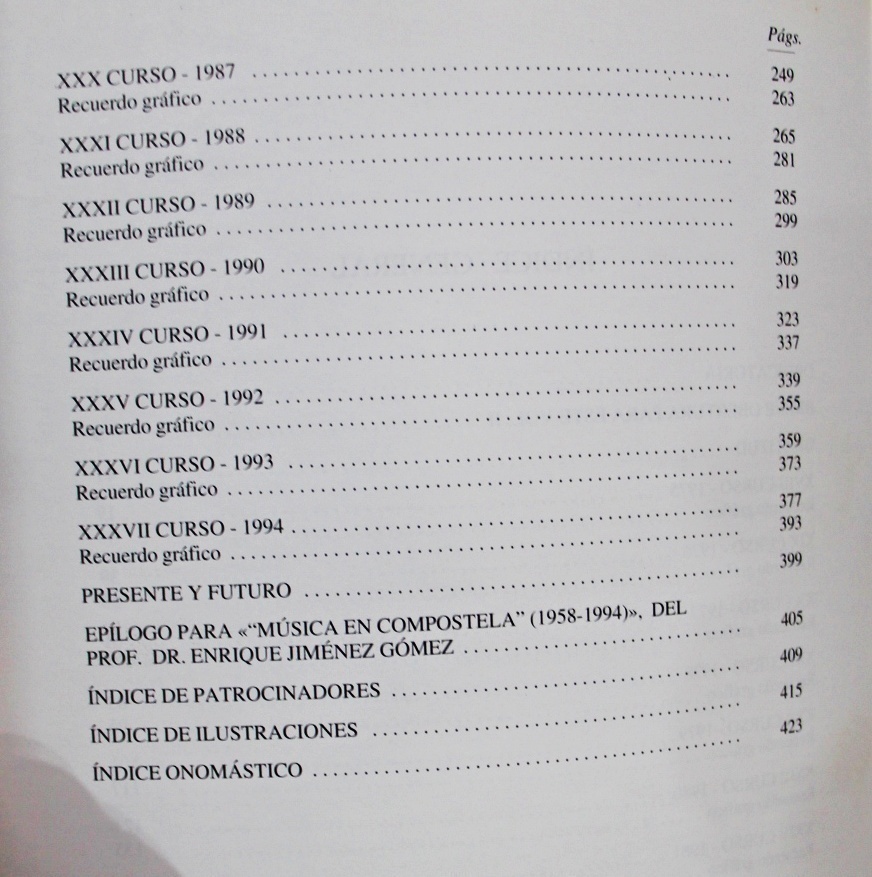 Págs.
XXX CURSO - 1987 .......... 249
Recuerdo gráfico .......... 263
XXXI CURSO - 1988 .......... 265
Recuerdo gráfico .......... 281
XXXII CURSO - 1989 .......... 285
Recuerdo gráfico .......... 299
XXXIII CURSO - 1990 .......... 303
Recuerdo gráfico .......... 319
XXXIV CURSO - 1991 .......... 323
Recuerdo gráfico .......... 337
XXXV CURSO - 1992 .......... 339
Recuerdo gráfico .......... 355
XXXVI CURSO - 1993 .......... 359
Recuerdo gráfico .......... 373
XXXVII CURSO - 1994 .......... 377
Recuerdo gráfico .......... 393
PRESENTE Y FUTURO .......... 399
EPÍLOGO PARA «“MÚSICA EN COMPOSTELA” (1958-1994)», DEL
PROF. DR. ENRIQUE JIMÉNEZ GÓMEZ .......... 405
ÍNDICE DE PATROCINADORES .......... 409
ÍNDICE DE ILUSTRACIONES .......... 415
ÍNDICE ONOMÁSTICO .......... 423